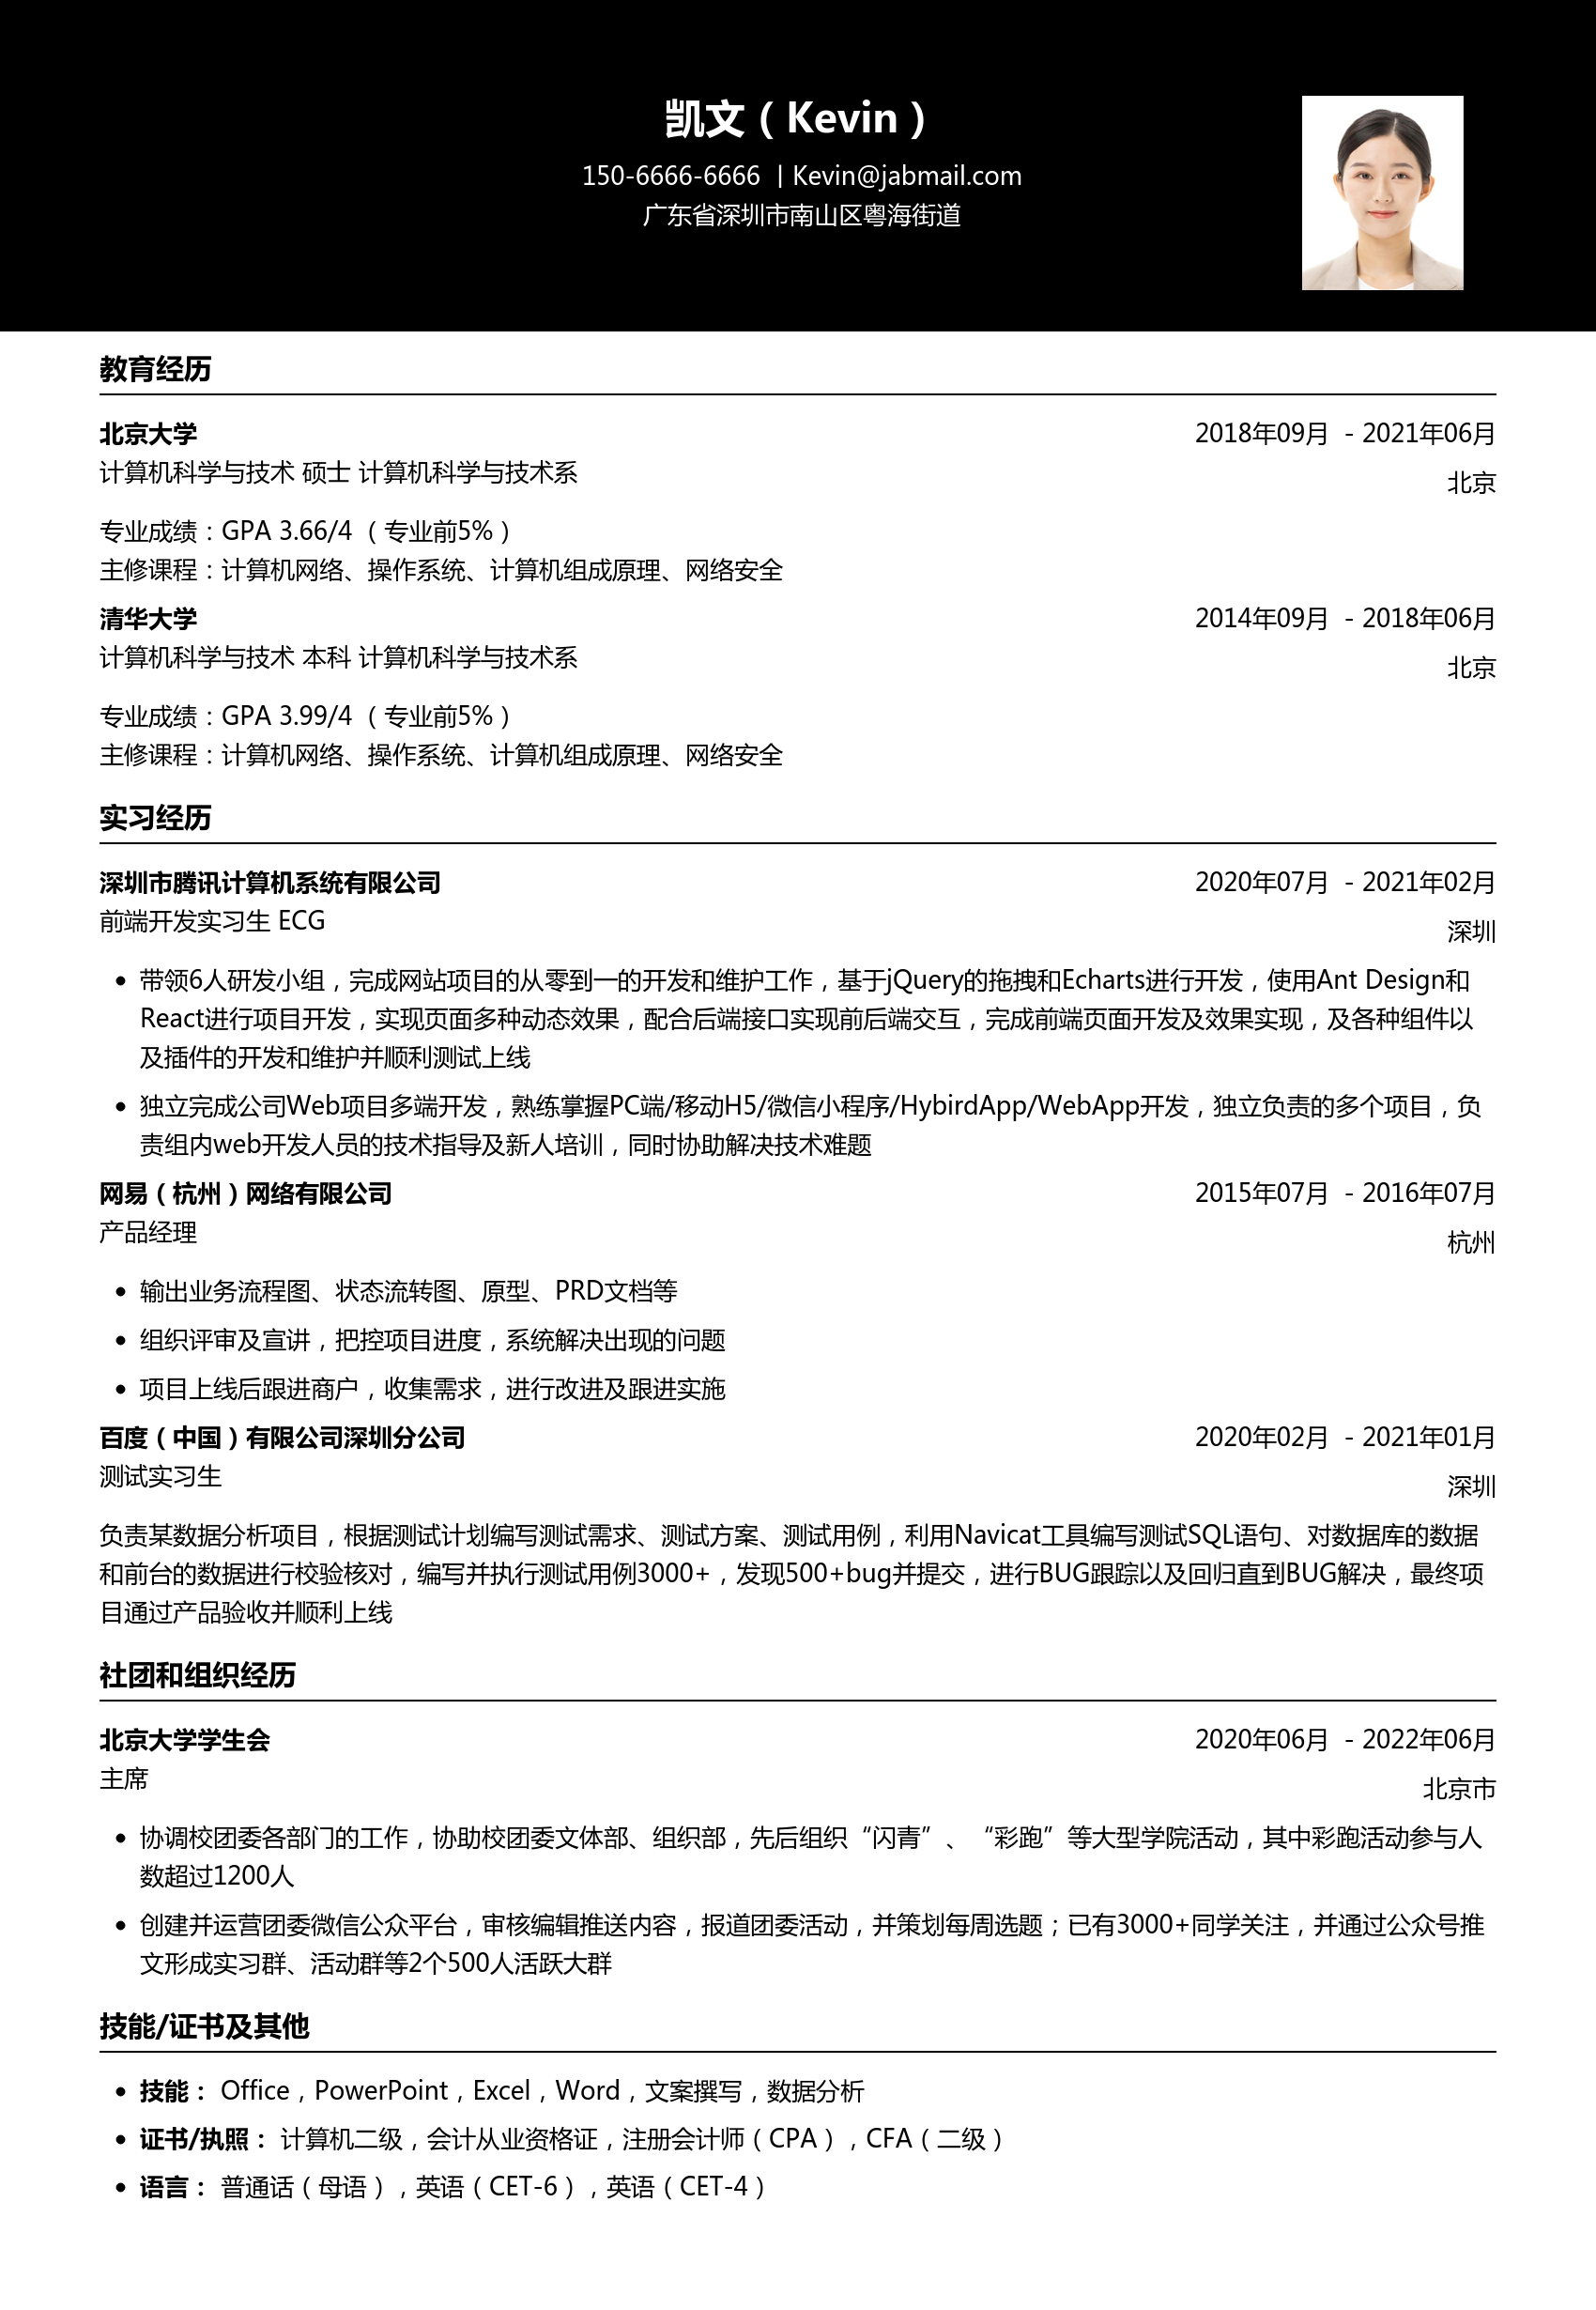 凯文（Kevin）
150-6666-6666 | Kevin@jabmail.com
广东省深圳市南山区粤海街道
教育经历
北京大学 2018年09月 - 2021年06月
计算机科学与技术 硕士 计算机科学与技术系 北京
专业成绩：GPA 3.66/4 （专业前5%）
主修课程：计算机网络、操作系统、计算机组成原理、网络安全
清华大学 2014年09月 - 2018年06月
计算机科学与技术 本科 计算机科学与技术系 北京
专业成绩：GPA 3.99/4 （专业前5%）
主修课程：计算机网络、操作系统、计算机组成原理、网络安全
实习经历
深圳市腾讯计算机系统有限公司 2020年07月 - 2021年02月
前端开发实习生 ECG 深圳
• 带领6人研发小组，完成网站项目的从零到一的开发和维护工作，基于jQuery的拖拽和Echarts进行开发，使用Ant Design和
React进行项目开发，实现页面多种动态效果，配合后端接口实现前后端交互，完成前端页面开发及效果实现，及各种组件以
及插件的开发和维护并顺利测试上线
• 独立完成公司Web项目多端开发，熟练掌握PC端/移动H5/微信小程序/HybirdApp/WebApp开发，独立负责的多个项目，负
责组内web开发人员的技术指导及新人培训，同时协助解决技术难题
网易（杭州）网络有限公司 2015年07月 - 2016年07月
产品经理 杭州
• 输出业务流程图、状态流转图、原型、PRD文档等
• 组织评审及宣讲，把控项目进度，系统解决出现的问题
• 项目上线后跟进商户，收集需求，进行改进及跟进实施
百度（中国）有限公司深圳分公司 2020年02月 - 2021年01月
测试实习生 深圳
负责某数据分析项目，根据测试计划编写测试需求、测试方案、测试用例，利用Navicat工具编写测试SQL语句、对数据库的数据
和前台的数据进行校验核对，编写并执行测试用例3000+，发现500+bug并提交，进行BUG跟踪以及回归直到BUG解决，最终项
目通过产品验收并顺利上线
社团和组织经历
北京大学学生会 2020年06月 - 2022年06月
主席 北京市
• 协调校团委各部门的工作，协助校团委文体部、组织部，先后组织“闪青”、“彩跑”等大型学院活动，其中彩跑活动参与人
数超过1200人
• 创建并运营团委微信公众平台，审核编辑推送内容，报道团委活动，并策划每周选题；已有3000+同学关注，并通过公众号推
文形成实习群、活动群等2个500人活跃大群
技能/证书及其他
• 技能： Office，PowerPoint，Excel，Word，文案撰写，数据分析
• 证书/执照： 计算机二级，会计从业资格证，注册会计师（CPA），CFA（二级）
• 语言： 普通话（母语），英语（CET-6），英语（CET-4）